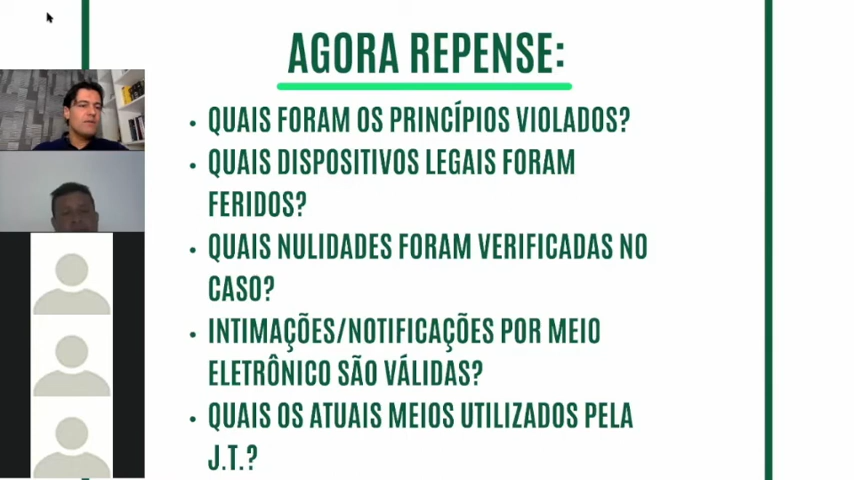 AGORA REPENSE:
• QUAIS FORAM OS PRINCÍPIOS VIOLADOS?
• QUAIS DISPOSITIVOS LEGAIS FORAM
FERIDOS?
• QUAIS NULIDADES FORAM VERIFICADAS NO
CASO?
• INTIMAÇÕES/NOTIFICAÇÕES POR MEIO
ELETRÔNICO SÃO VÁLIDAS?
• QUAIS OS ATUAIS MEIOS UTILIZADOS PELA
J.T.?